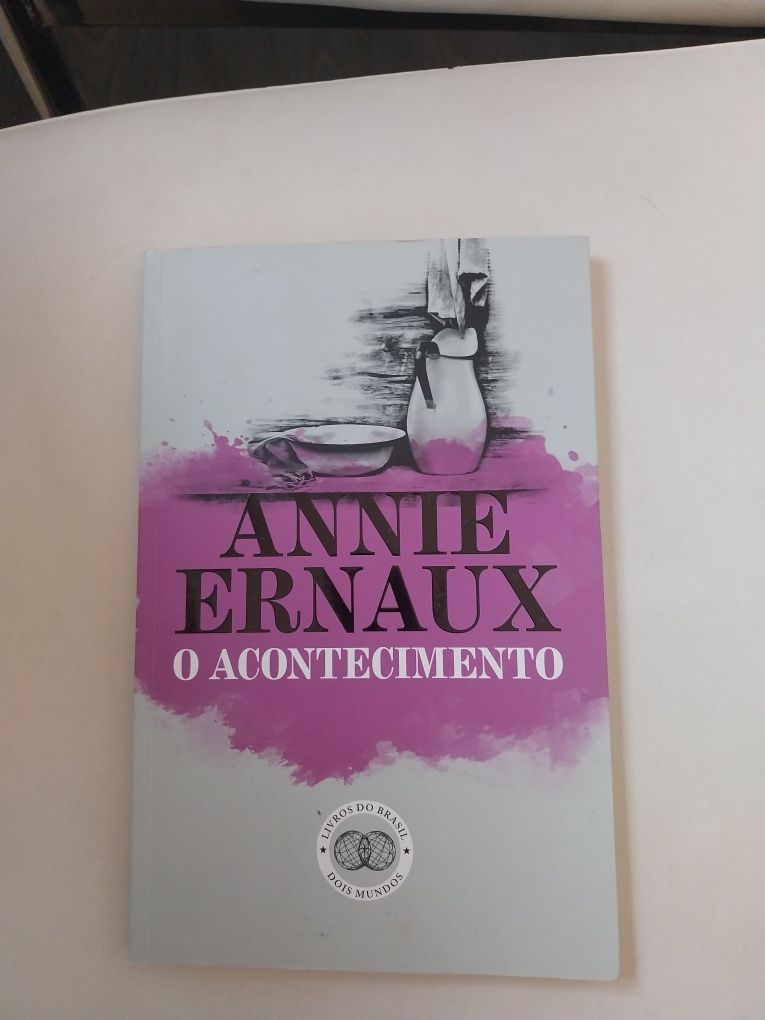 ANNIE
ERNAUX
O ACONTECIMENTO
LIVROS DO BRASIL
DOIS MUNDOS